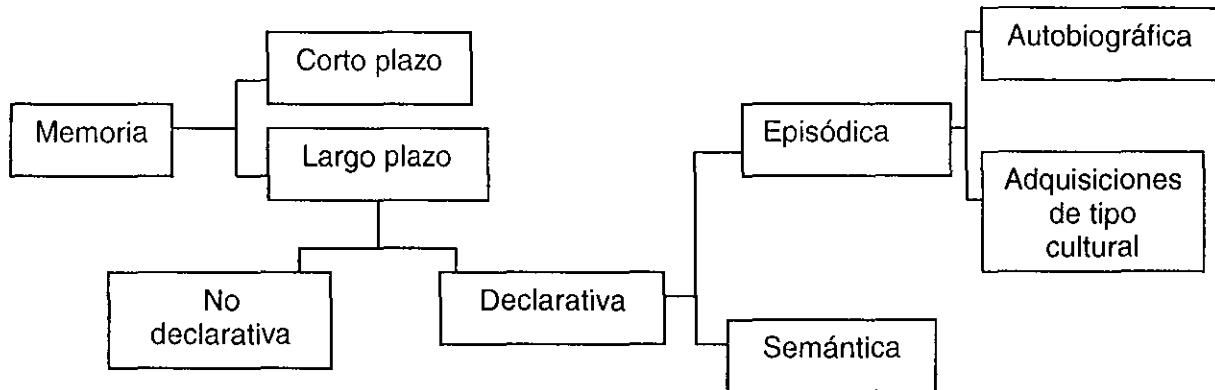 Autobiográfica
Corto plazo
Memoria
Episódica
Largo plazo
Adquisiciones
de tipo
cultural
No
declarativa
Declarativa
Semántica